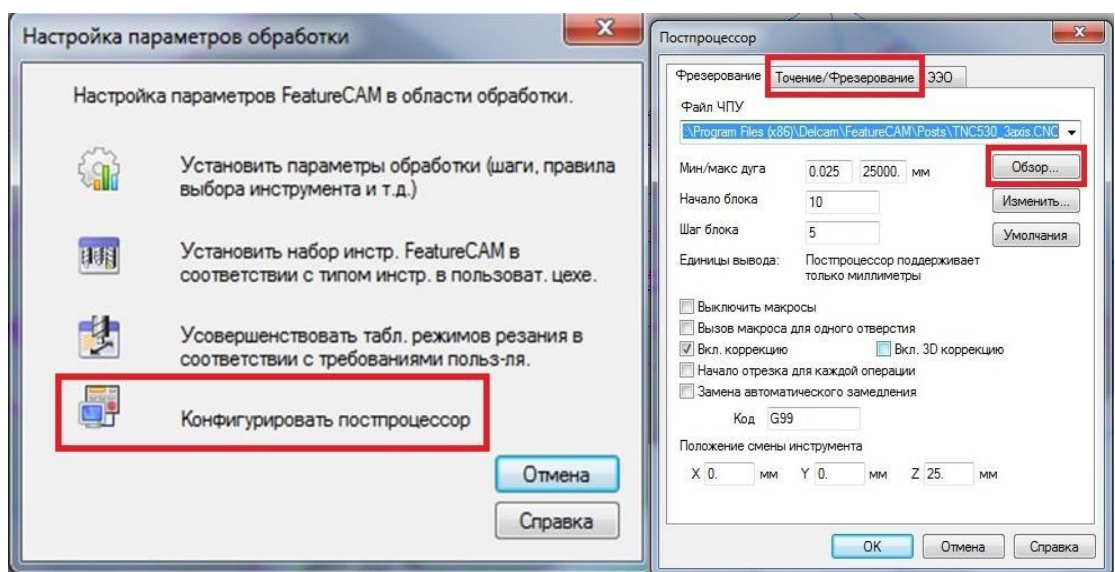 Настройка параметров обработки
Настройка параметров FeatureCAM в области обработки.
Установить параметры обработки (шаги, правила
выбора инструмента и т.д.)
Установить набор инстр. FeatureCAM в
соответствии с типом инстр. в пользоват. цехе.
Усовершенствовать табл. режимов резания в
соответствии с требованиями польз-ля.
Конфигурировать постпроцессор
Отмена
Справка
Постпроцессор
Фрезерование Точение/Фрезерование ЭЭО
Файл ЧПУ
:\Program Files (x86)\Delcam\FeatureCAM\Posts\TNC530_3axis.CNC
Мин/макс дуга 0.025 25000. мм Обзор...
Начало блока 10 Изменить...
Шаг блока 5 Умолчания
Единицы вывода: Постпроцессор поддерживает
только миллиметры
Выключить макросы
Вызов макроса для одного отверстия
Вкл. коррекцию Вкл. 3D коррекцию
Начало отрезка для каждой операции
Замена автоматического замедления
Код G99
Положение смены инструмента
X 0. мм Y 0. мм Z 25. мм
OK Отмена Справка